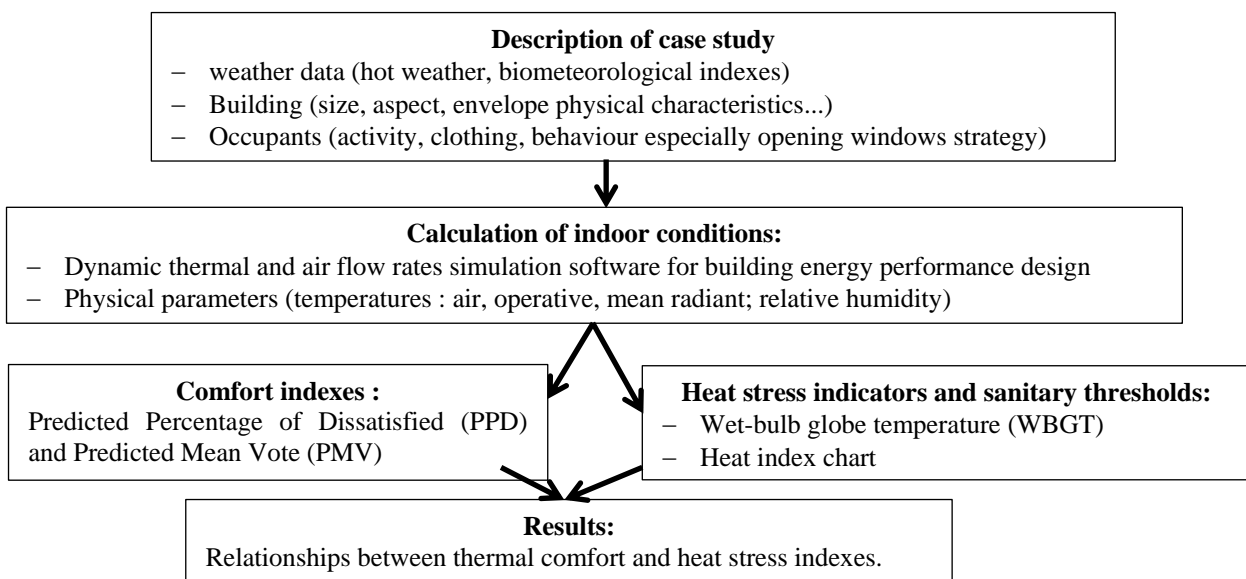 Description of case study
– weather data (hot weather, biometeorological indexes)
– Building (size, aspect, envelope physical characteristics...)
– Occupants (activity, clothing, behaviour especially opening windows strategy)
Calculation of indoor conditions:
– Dynamic thermal and air flow rates simulation software for building energy performance design
– Physical parameters (temperatures : air, operative, mean radiant; relative humidity)
Comfort indexes :
Predicted Percentage of Dissatisfied (PPD)
and Predicted Mean Vote (PMV)
Heat stress indicators and sanitary thresholds:
– Wet-bulb globe temperature (WBGT)
– Heat index chart
Results:
Relationships between thermal comfort and heat stress indexes.